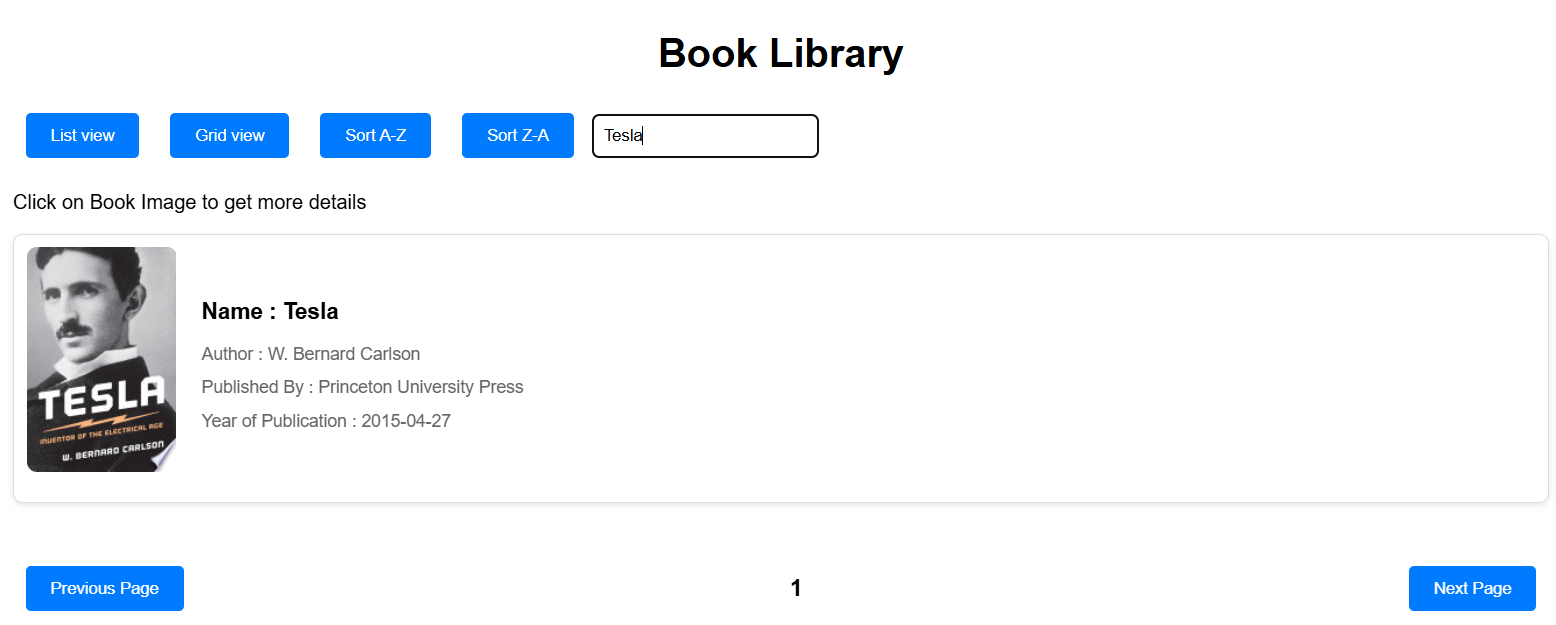 Book Library
List view Grid view Sort A-Z Sort Z-A Tesla
Click on Book Image to get more details
TESLA
INVENTOR OF THE ELECTRICAL AGE
W. BERNARD CARLSON
Name : Tesla
Author : W. Bernard Carlson
Published By : Princeton University Press
Year of Publication : 2015-04-27
Previous Page 1 Next Page